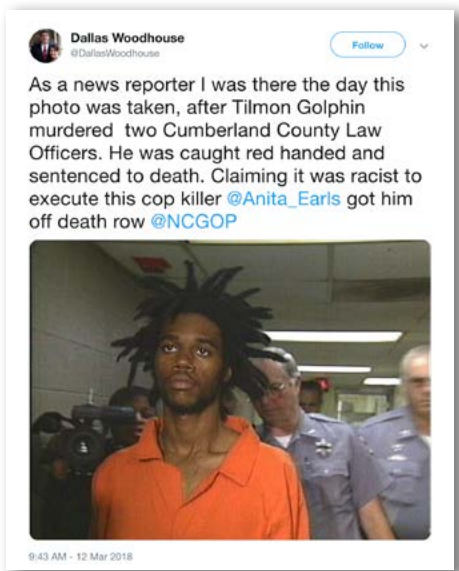 Dallas Woodhouse
@DallasWoodhouse
Follow
As a news reporter I was there the day this
photo was taken, after Tilmon Golphin
murdered  two Cumberland County Law
Officers. He was caught red handed and
sentenced to death. Claiming it was racist to
execute this cop killer @Anita_Earls got him
off death row @NCGOP
9:43 AM - 12 Mar 2018